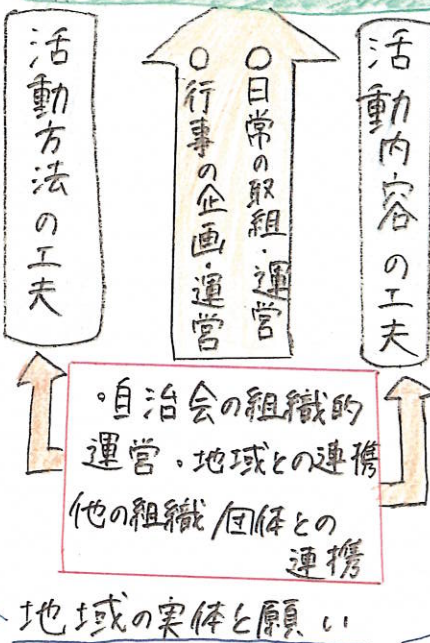 活動内容の工夫
○日常の取組・運営
○行事の企画・運営
活動方法の工夫
・自治会の組織的
運営・地域との連携
他の組織/団体との
連携
地域の実体と願い